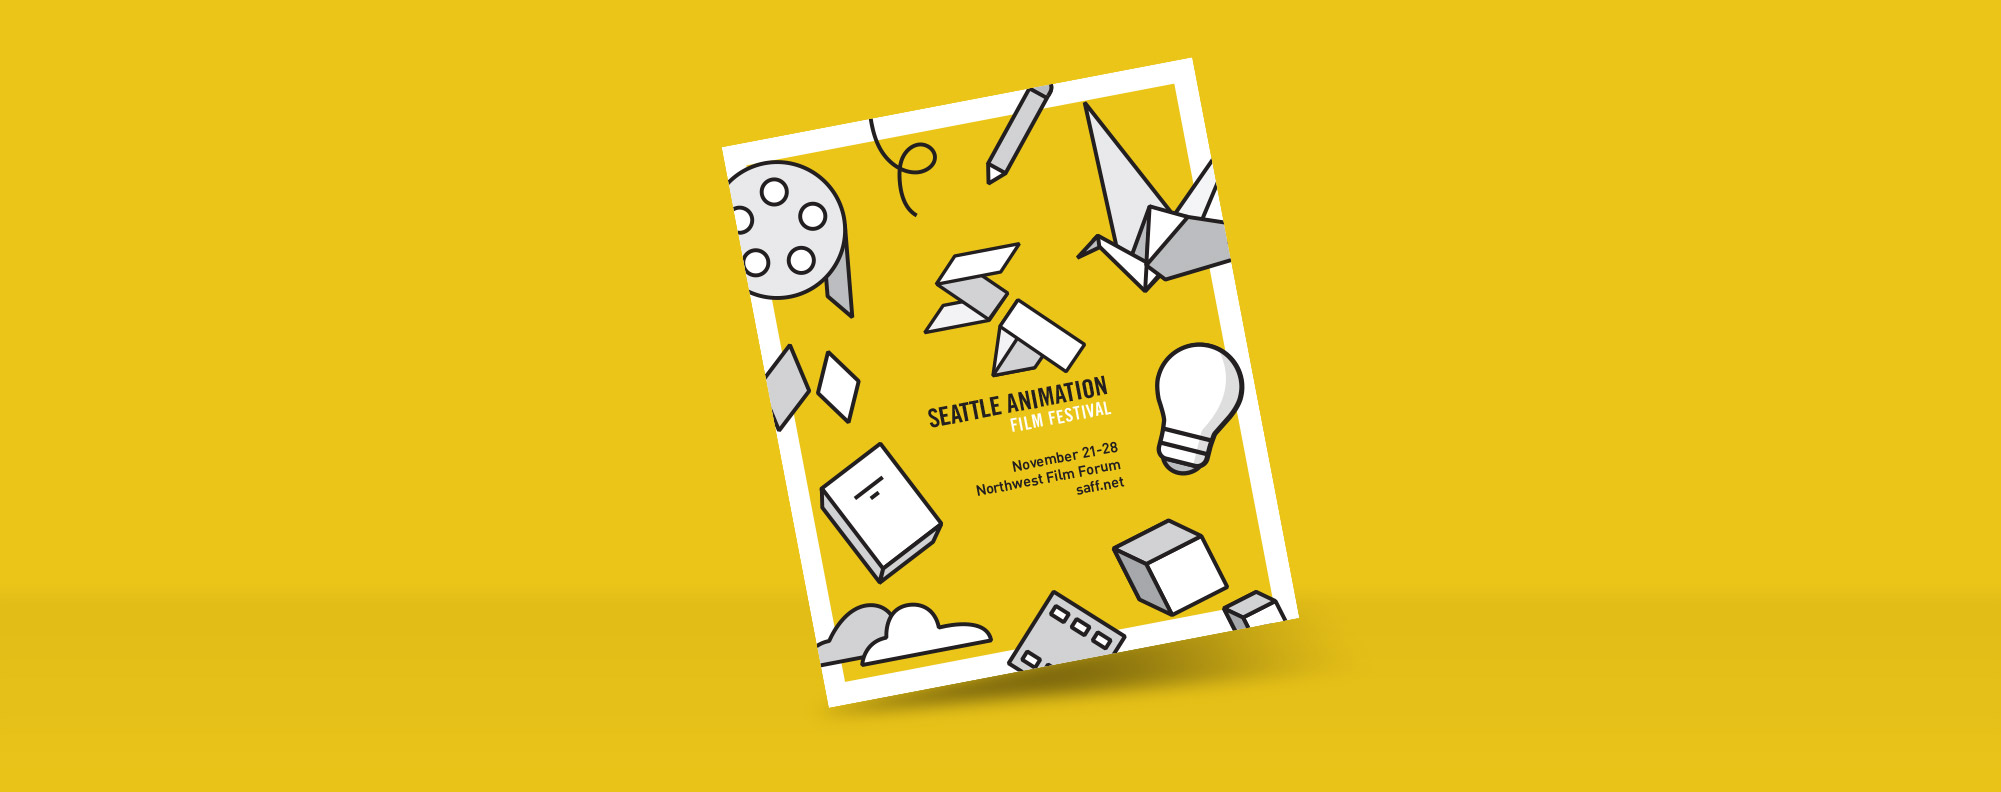 SEATTLE ANIMATION
FILM FESTIVAL
November 21-28
Northwest Film Forum
saff.net